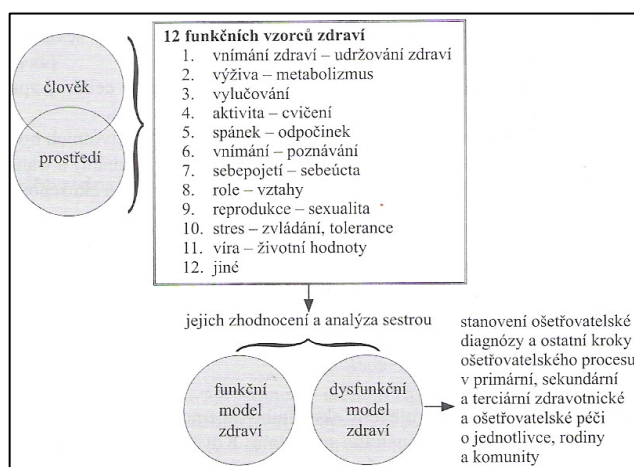 člověk
prostředí
12 funkčních vzorců zdraví
1. vnímání zdraví – udržování zdraví
2. výživa – metabolizmus
3. vylučování
4. aktivita – cvičení
5. spánek – odpočinek
6. vnímání – poznávání
7. sebepojetí – sebeúcta
8. role – vztahy
9. reprodukce – sexualita
10. stres – zvládání, tolerance
11. víra – životní hodnoty
12. jiné
jejich zhodnocení a analýza sestrou
funkční
model
zdraví
dysfunkční
model
zdraví
stanovení ošetřovatelské
diagnózy a ostatní kroky
ošetřovatelského procesu
v primární, sekundární
a terciární zdravotnické
a ošetřovatelské péči
o jednotlivce, rodiny
a komunity